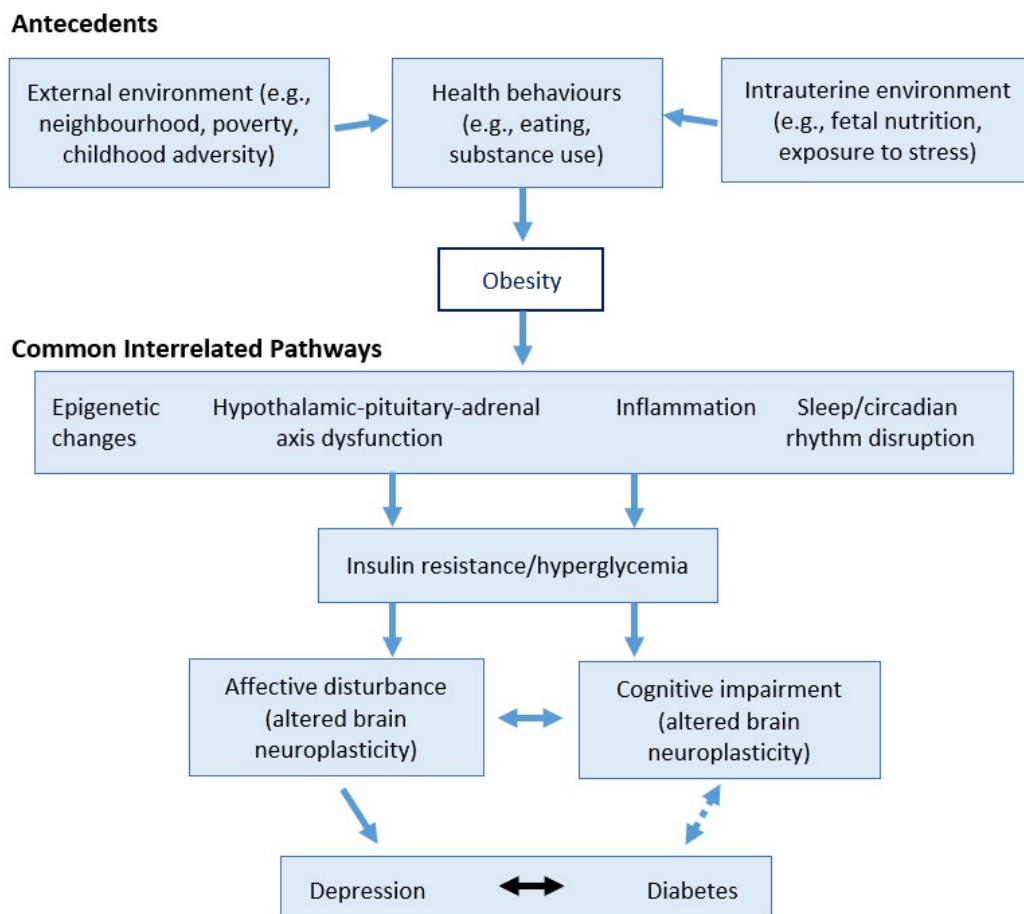 Antecedents
External environment (e.g.,
neighbourhood, poverty,
childhood adversity)
Health behaviours
(e.g., eating,
substance use)
Intrauterine environment
(e.g., fetal nutrition,
exposure to stress)
Obesity
Common Interrelated Pathways
Epigenetic
changes
Hypothalamic-pituitary-adrenal
axis dysfunction
Inflammation
Sleep/circadian
rhythm disruption
Insulin resistance/hyperglycemia
Affective disturbance
(altered brain
neuroplasticity)
Cognitive impairment
(altered brain
neuroplasticity)
Depression
Diabetes